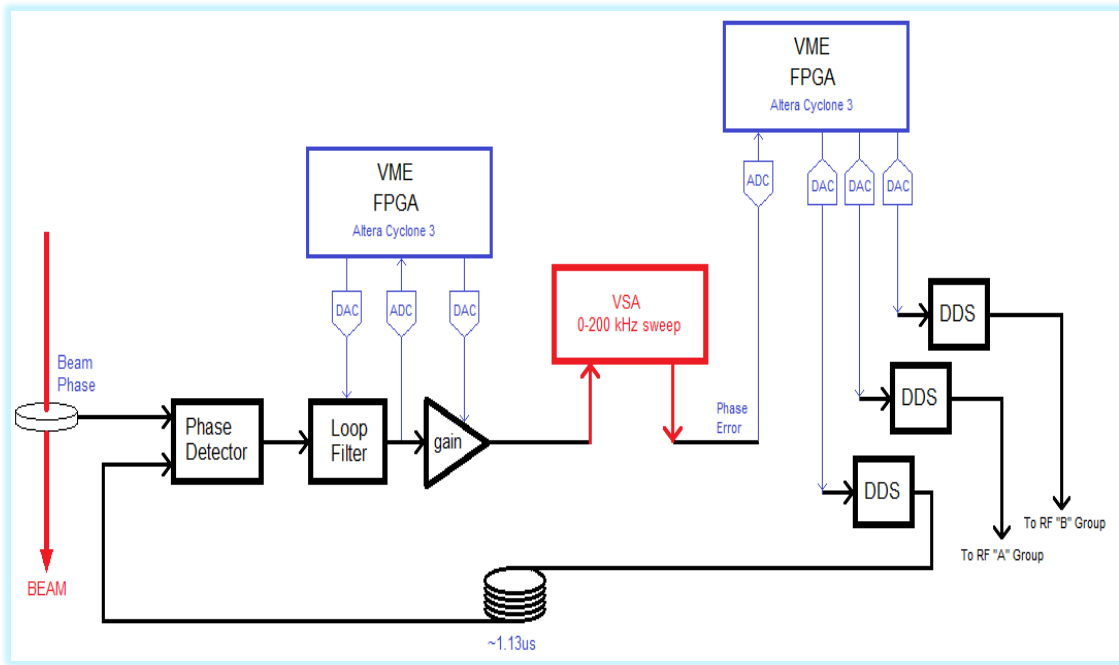 VME
FPGA
Altera Cyclone 3
ADC
DAC
DAC
DAC
VME
FPGA
Altera Cyclone 3
DAC
ADC
DAC
VSA
0-200 kHz sweep
DDS
Beam
Phase
DDS
Phase
Error
Phase
Detector
Loop
Filter
gain
DDS
To RF "B" Group
To RF "A" Group
BEAM
~1.13us